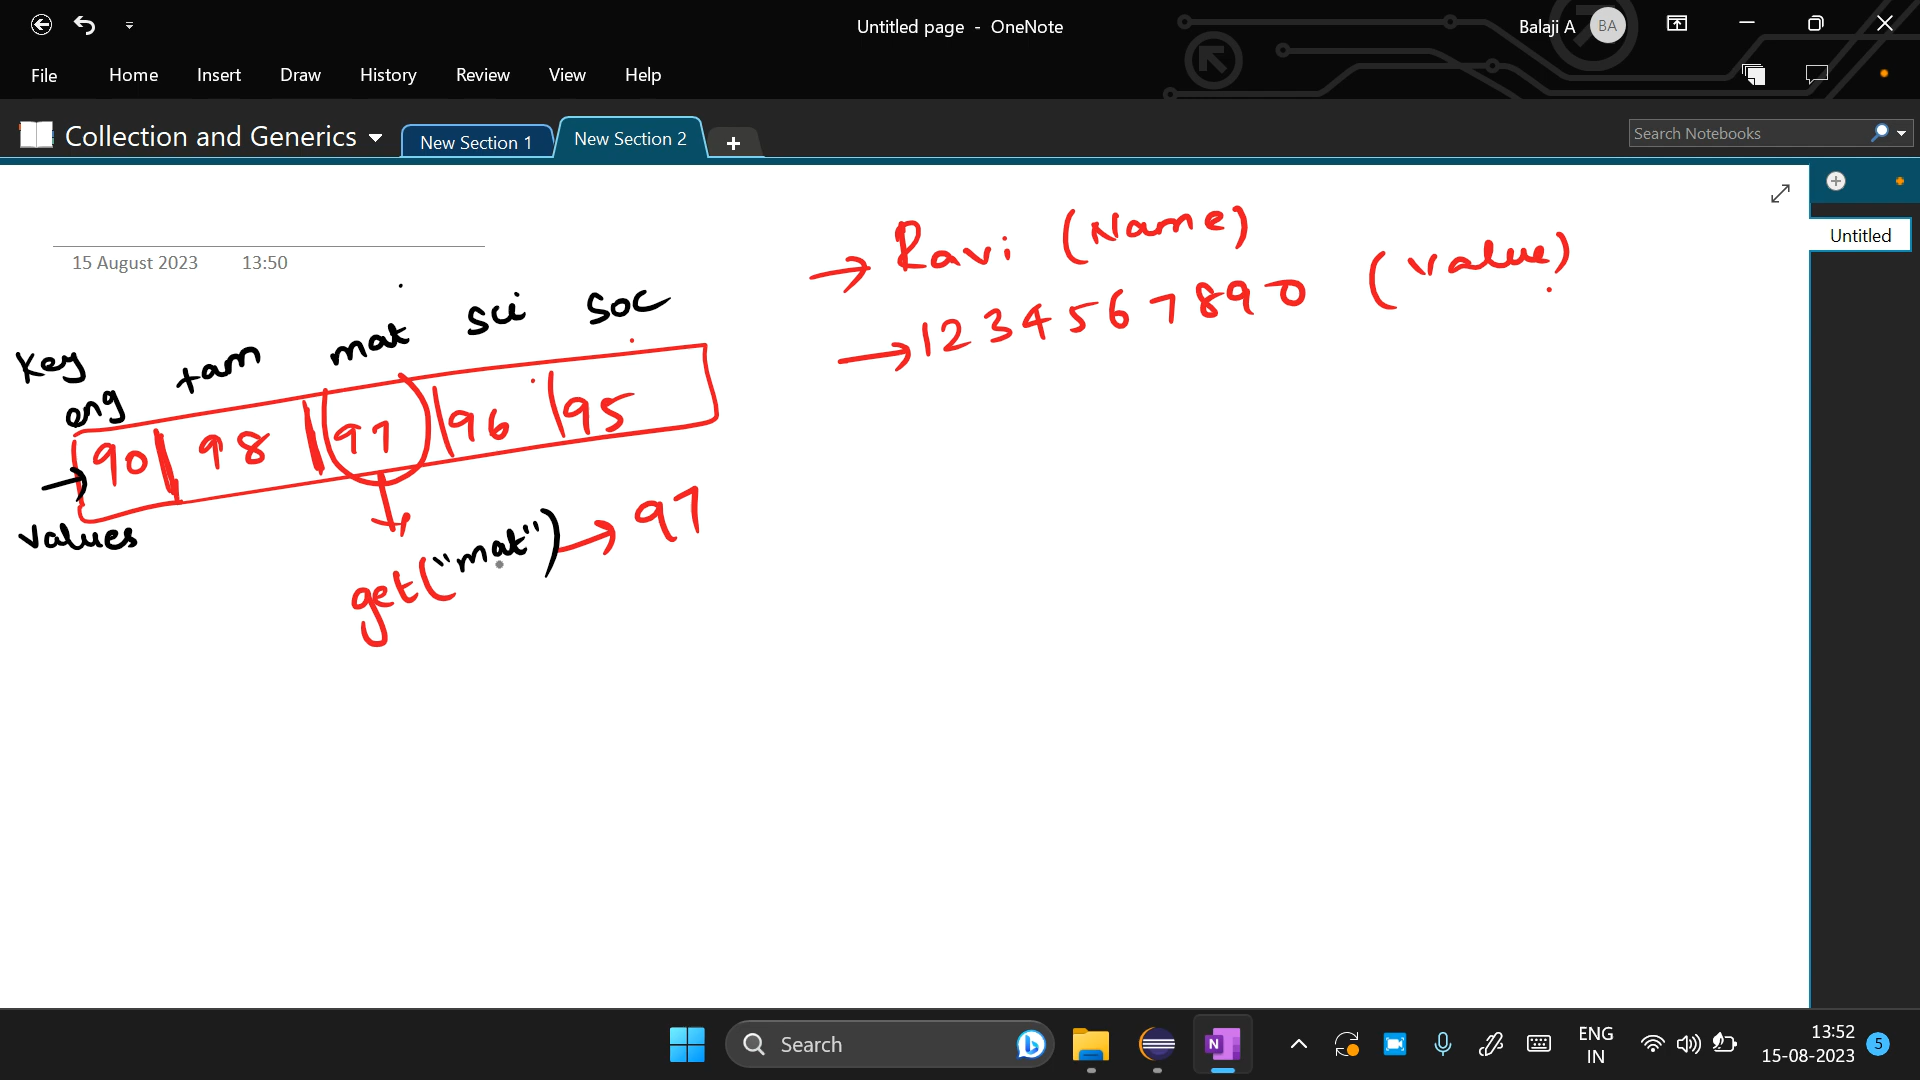 Untitled page - OneNote
Balaji A
BA
File Home Insert Draw History Review View Help
Collection and Generics
New Section 1
New Section 2
+
Search Notebooks
Untitled
15 August 2023 13:50
→ Ravi (Name)
→ 1234567890 (value)
Key
eng tam mat sci soc
90 98 97 96 95
values
get("mat") → 97
Search
N
ENG
IN
13:52
15-08-2023
5